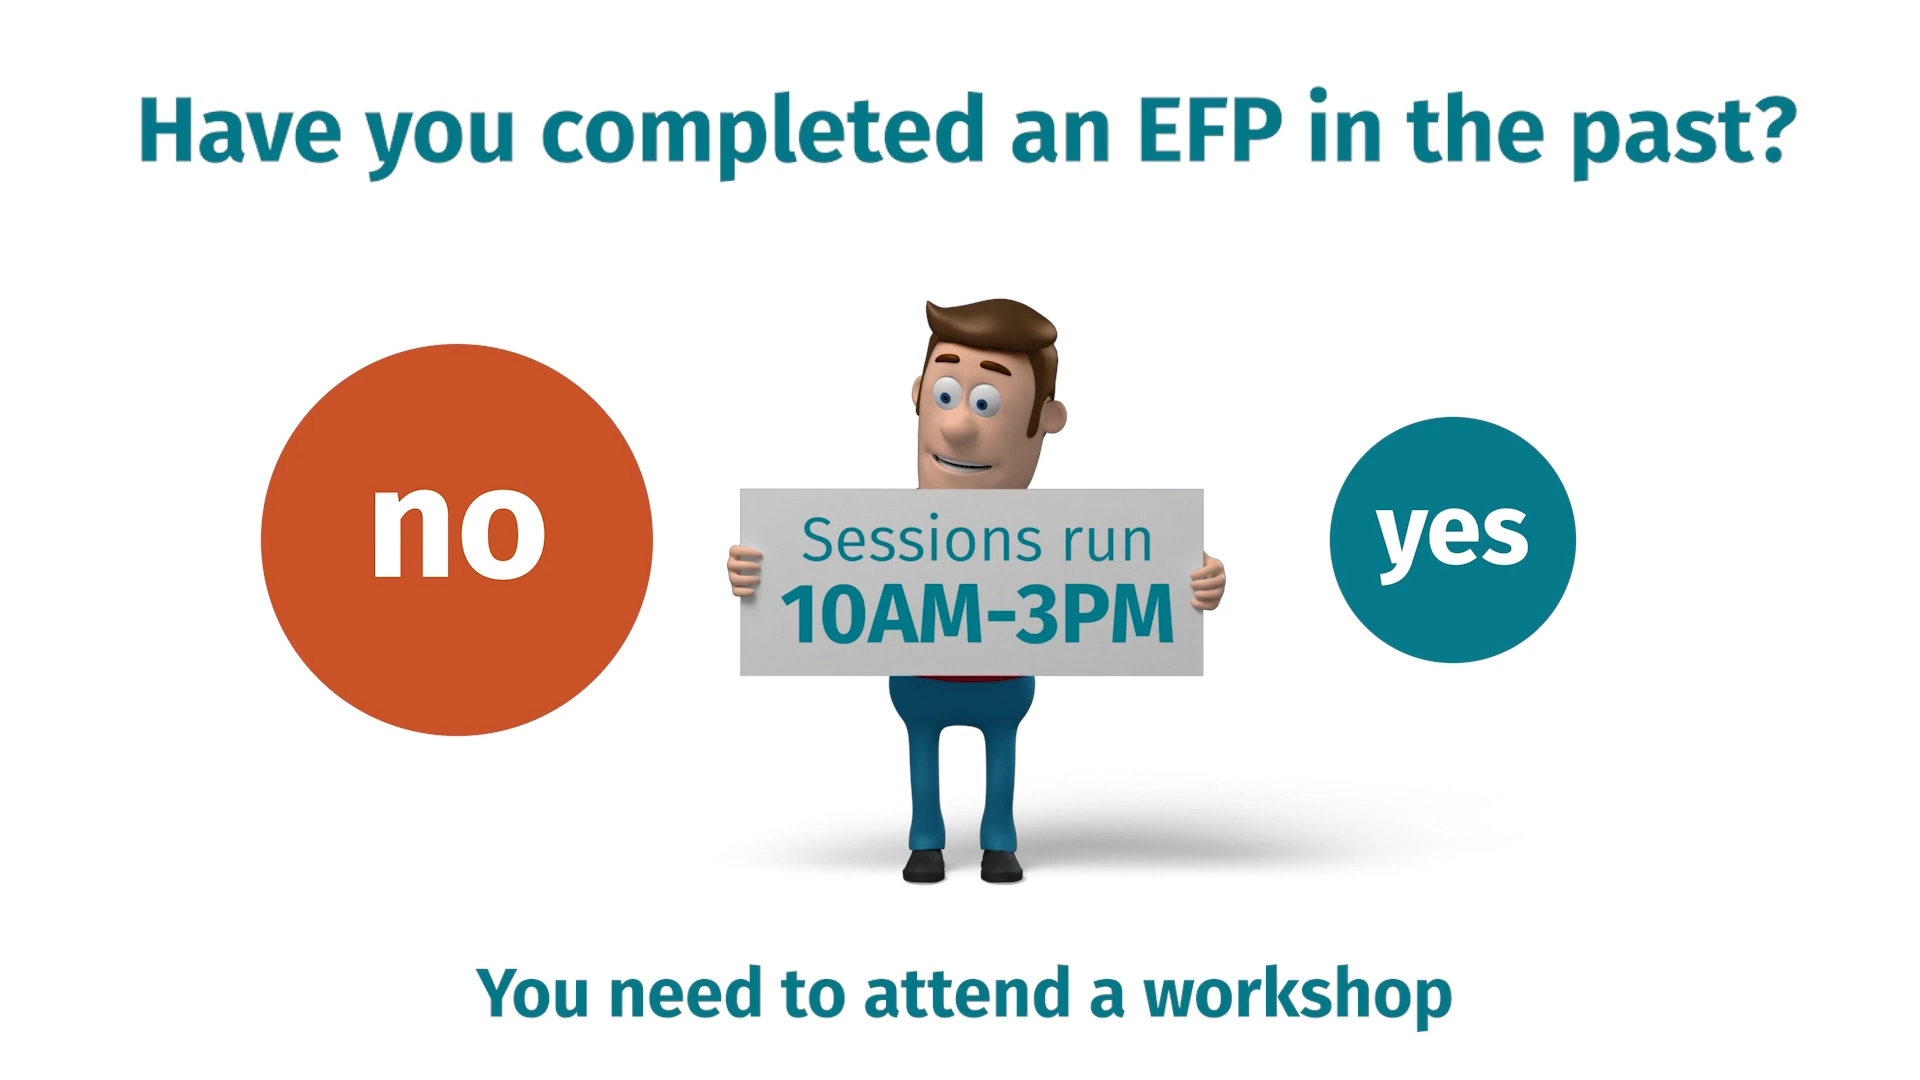 Have you completed an EFP in the past?
no
Sessions run
10AM-3PM
yes
You need to attend a workshop